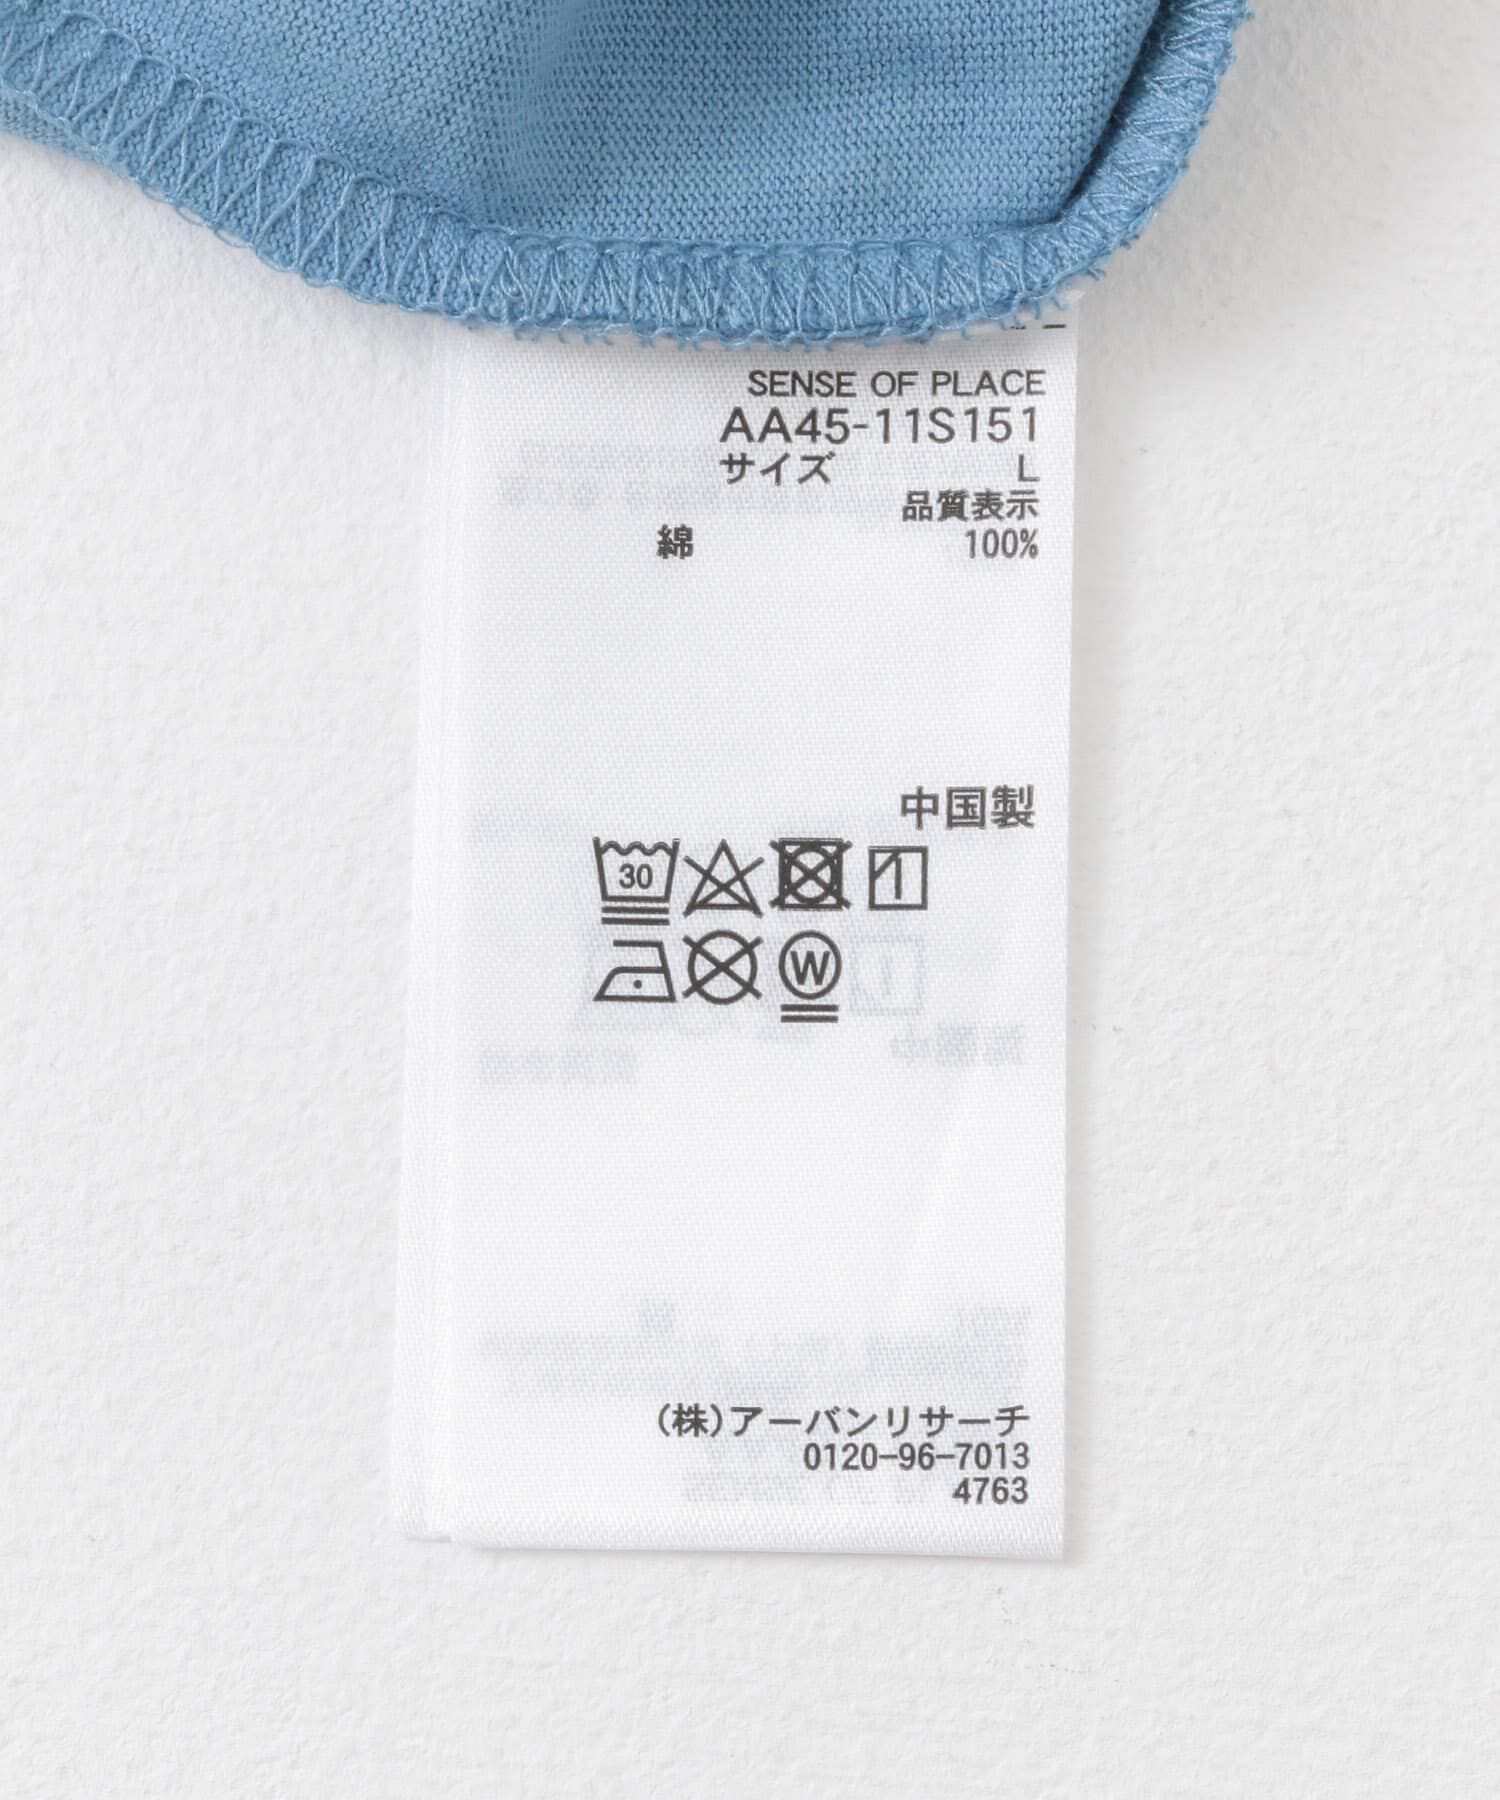 SENSE OF PLACE
AA45-11S151
サイズ L
品質表示
綿 100%
中国製
30
W
(株)アーバンリサーチ
0120-96-7013
4763